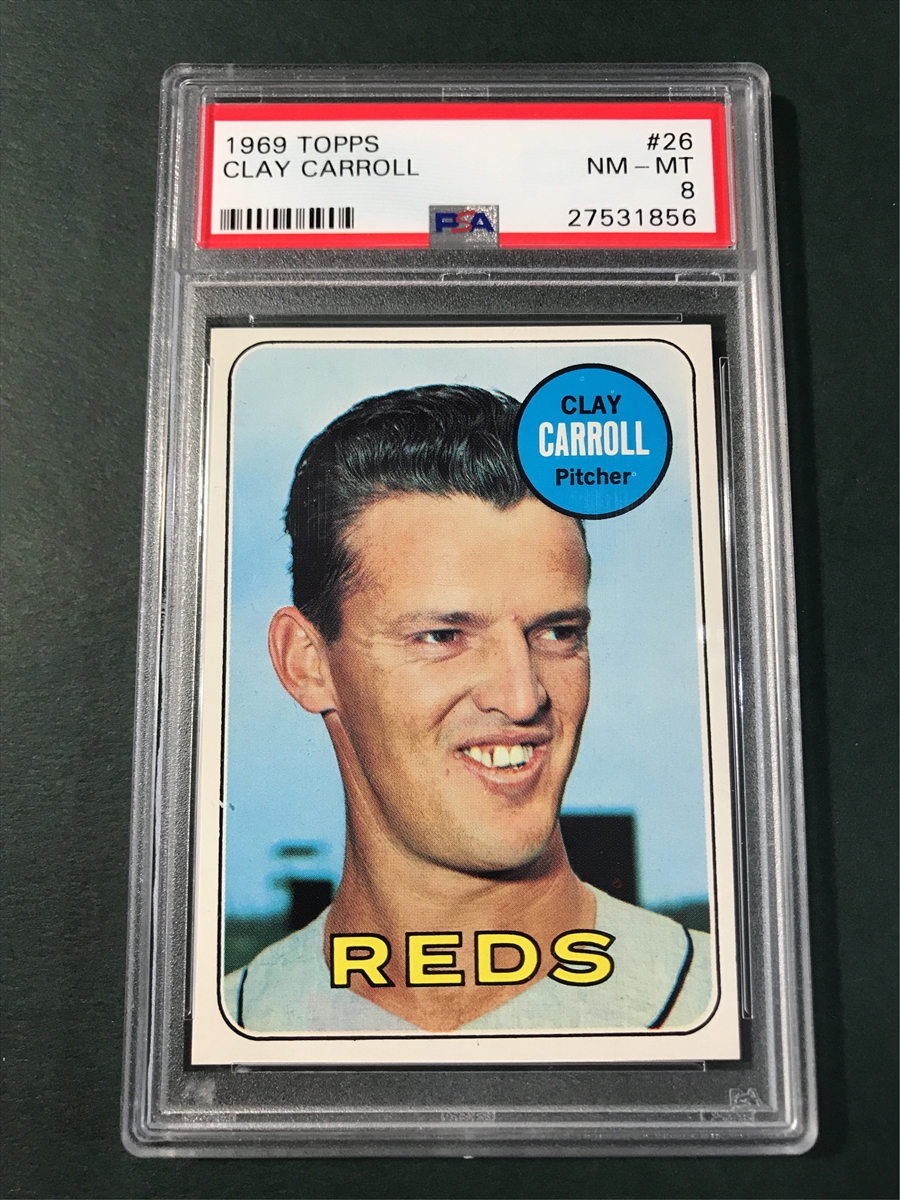 1969 TOPPS
#26
CLAY CARROLL
NM – MT
8
PSA
27531856
CLAY
CARROLL
Pitcher
REDS